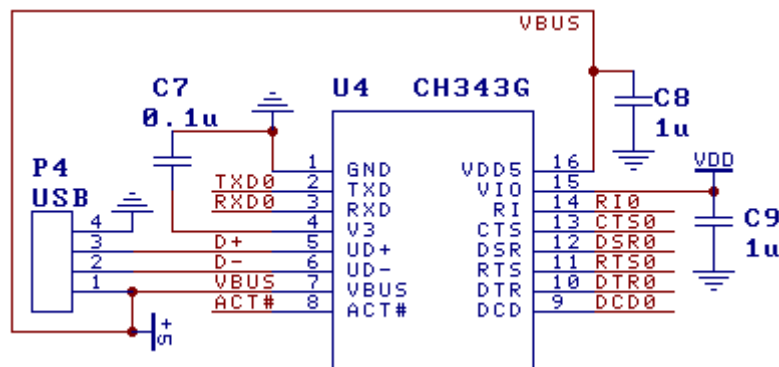 VBUS
C7
0.1u
U4 CH343G
C8
1u
P4
USB
1 GND VDD5 16
TXD0 2 TXD VIO 15 VDD
RXD0 3 RXD RI 14 RI0
4 4 V3 CTS 13 CTS0
3 D+ 5 UD+ DSR 12 DSR0
2 D- 6 UD- RTS 11 RTS0
1 VBUS 7 VBUS DTR 10 DTR0
ACT# 8 ACT# DCD 9 DCD0
C9
1u
+5